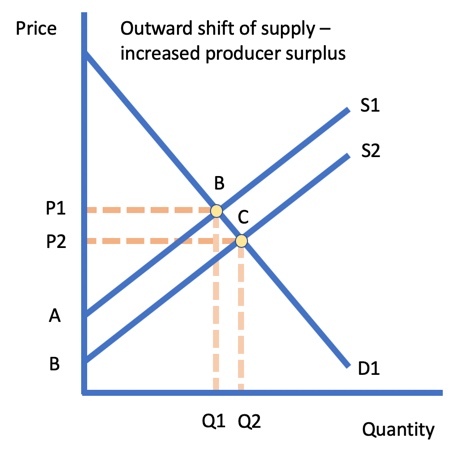 Price
Outward shift of supply –
increased producer surplus
S1
S2
B
P1
C
P2
A
B
D1
Q1 Q2
Quantity